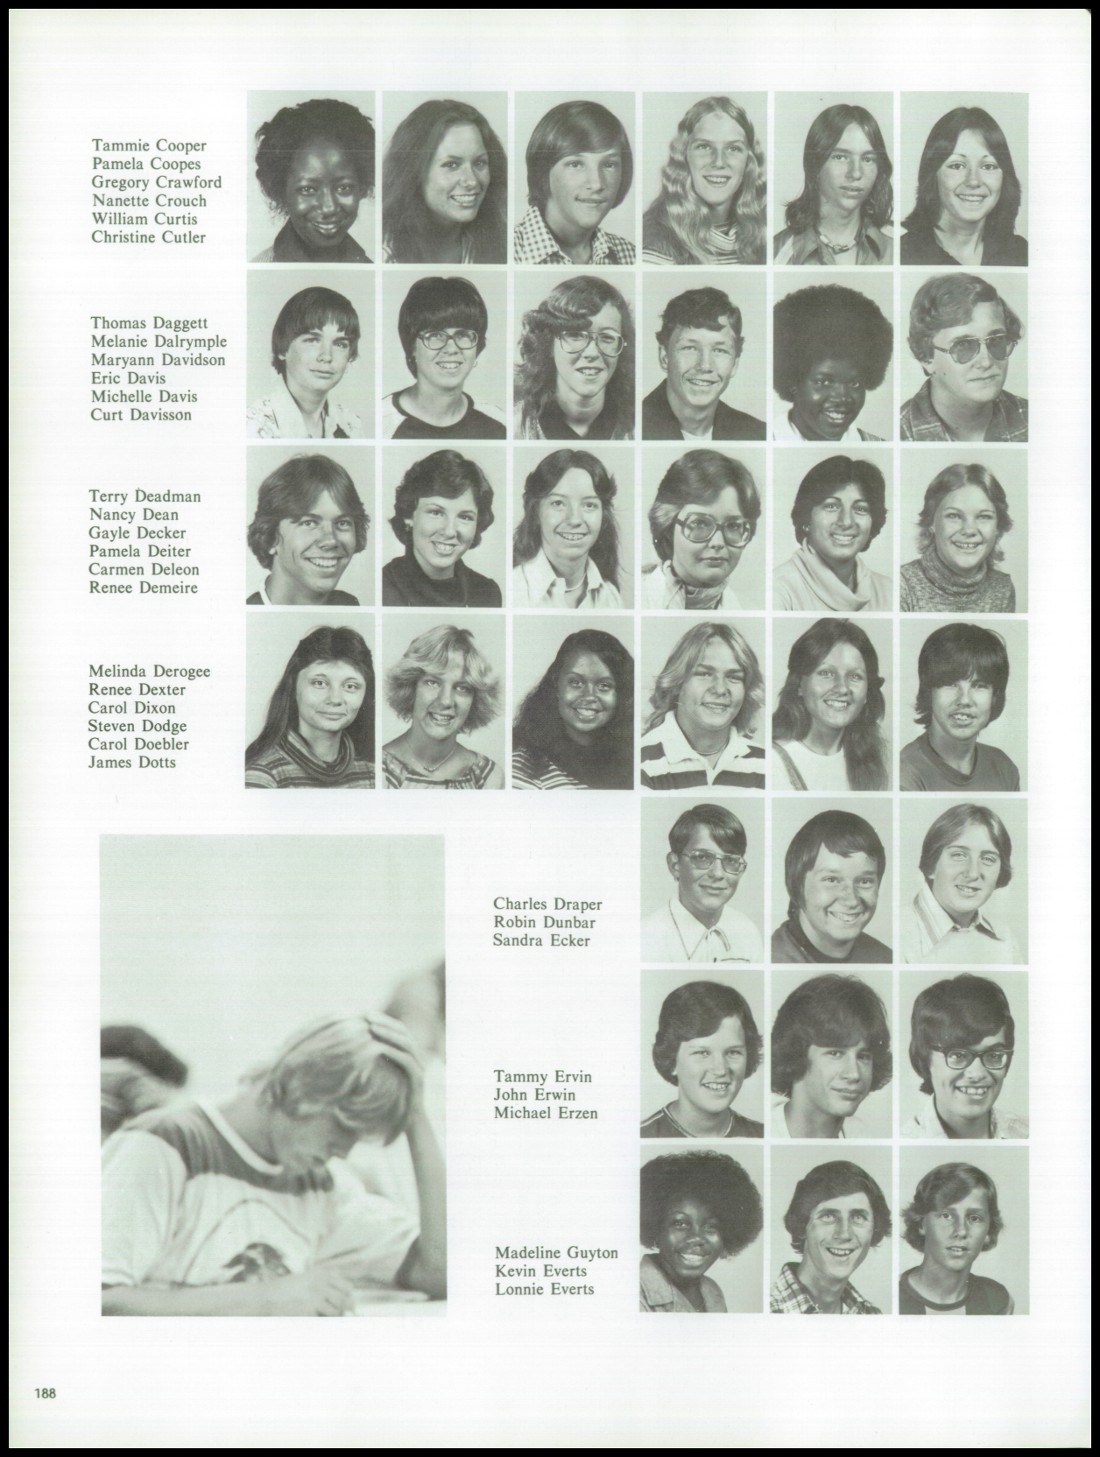 Tammie Cooper
Pamela Coopes
Gregory Crawford
Nanette Crouch
William Curtis
Christine Cutler
Thomas Daggett
Melanie Dalrymple
Maryann Davidson
Eric Davis
Michelle Davis
Curt Davisson
Terry Deadman
Nancy Dean
Gayle Decker
Pamela Deiter
Carmen Deleon
Renee Demeire
Melinda Derogee
Renee Dexter
Carol Dixon
Steven Dodge
Carol Doebler
James Dotts
Charles Draper
Robin Dunbar
Sandra Ecker
Tammy Ervin
John Erwin
Michael Erzen
Madeline Guyton
Kevin Everts
Lonnie Everts
188